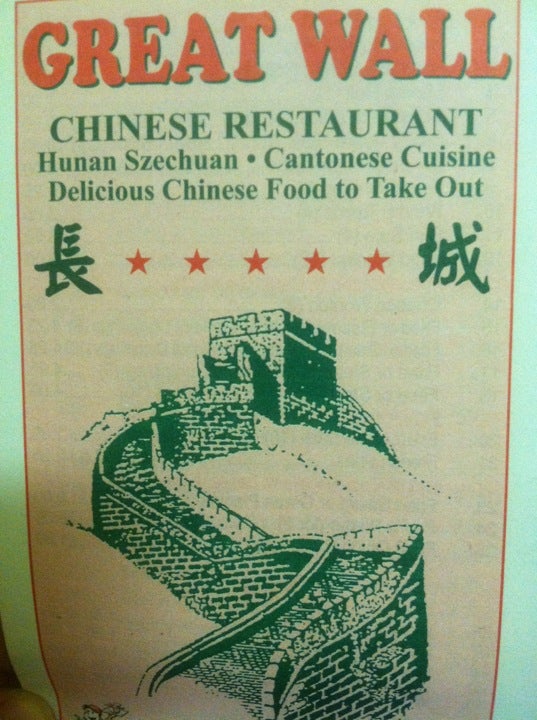 GREAT WALL
CHINESE RESTAURANT
Hunan Szechuan • Cantonese Cuisine
Delicious Chinese Food to Take Out
長 ★ ★ ★ ★ ★ 城